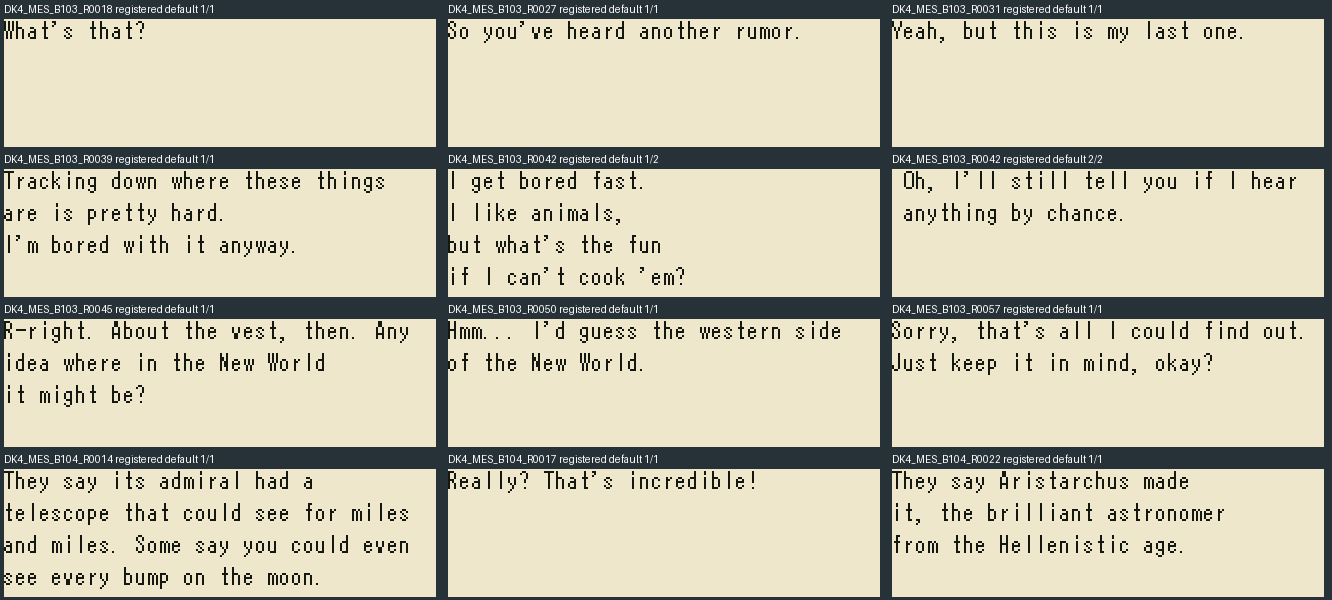 DK4_MES_B103_R0018 registered default 1/1
What's that?
DK4_MES_B103_R0027 registered default 1/1
So you've heard another rumor.
DK4_MES_B103_R0031 registered default 1/1
Yeah, but this is my last one.
DK4_MES_B103_R0039 registered default 1/1
Tracking down where these things
are is pretty hard.
I'm bored with it anyway.
DK4_MES_B103_R0042 registered default 1/2
I get bored fast.
I like animals,
but what's the fun
if I can't cook 'em?
DK4_MES_B103_R0042 registered default 2/2
Oh, I'll still tell you if I hear
anything by chance.
DK4_MES_B103_R0045 registered default 1/1
R-right. About the vest, then. Any
idea where in the New World
it might be?
DK4_MES_B103_R0050 registered default 1/1
Hmm... I'd guess the western side
of the New World.
DK4_MES_B103_R0057 registered default 1/1
Sorry, that's all I could find out.
Just keep it in mind, okay?
DK4_MES_B104_R0014 registered default 1/1
They say its admiral had a
telescope that could see for miles
and miles. Some say you could even
see every bump on the moon.
DK4_MES_B104_R0017 registered default 1/1
Really? That's incredible!
DK4_MES_B104_R0022 registered default 1/1
They say Aristarchus made
it, the brilliant astronomer
from the Hellenistic age.